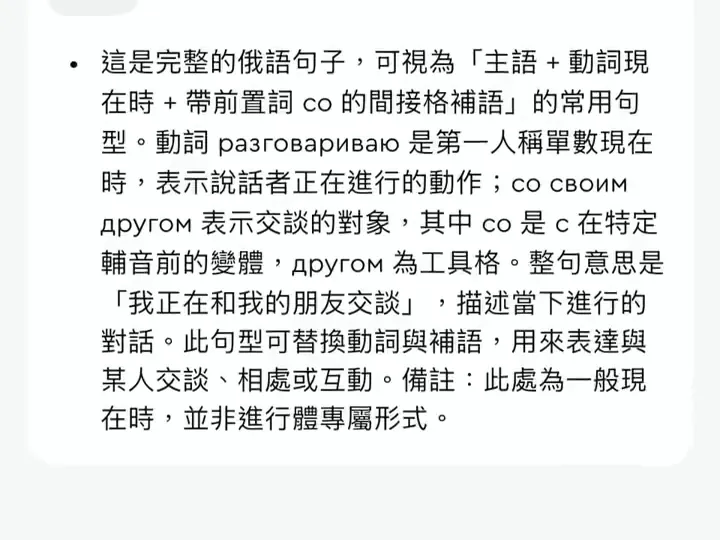 • 這是完整的俄語句子，可視為「主語 + 動詞現
在時 + 帶前置詞 со 的間接格補語」的常用句
型。動詞 разговариваю 是第一人稱單數現在
時，表示說話者正在進行的動作；со своим
другом 表示交談的對象，其中 со 是 с 在特定
輔音前的變體，другом 為工具格。整句意思是
「我正在和我的朋友交談」，描述當下進行的
對話。此句型可替換動詞與補語，用來表達與
某人交談、相處或互動。備註：此處為一般現
在時，並非進行體專屬形式。